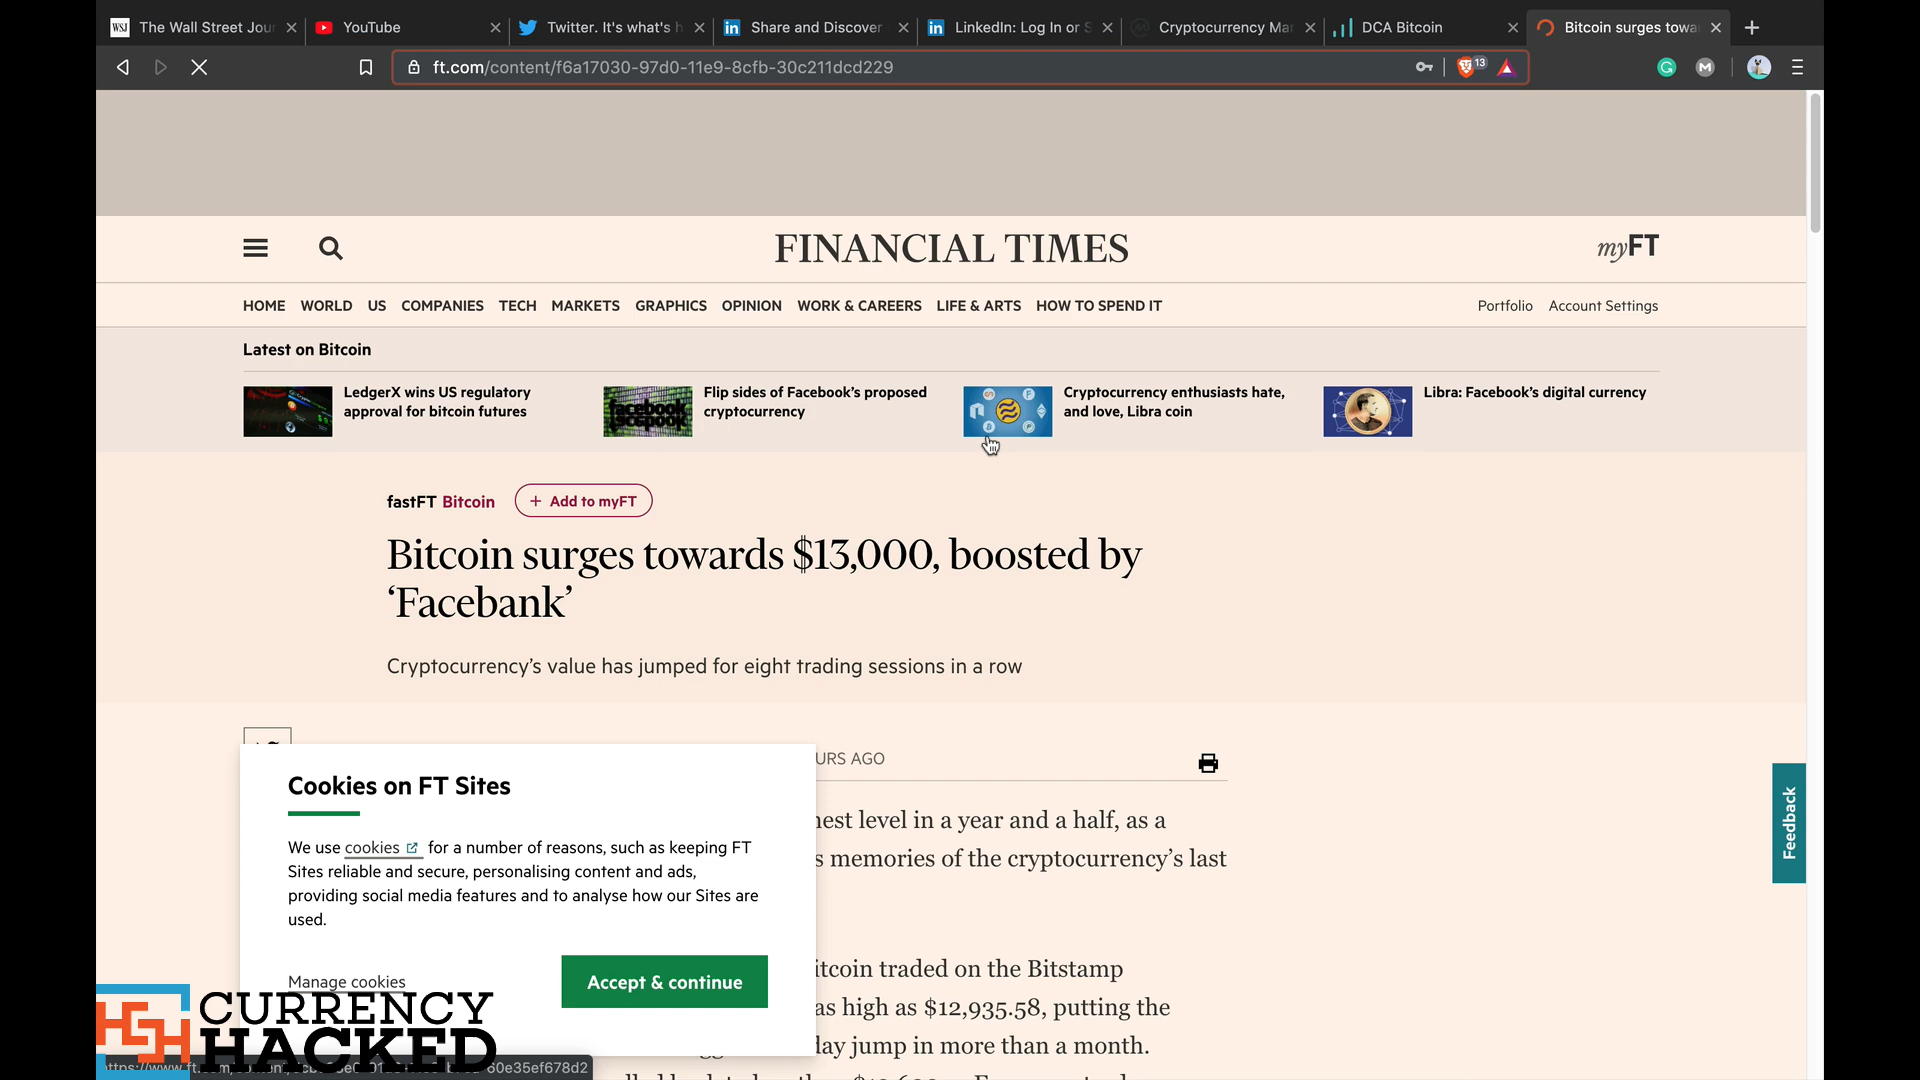 WSJ The Wall Street Jour
YouTube
Twitter. It's what's h
in Share and Discover
in LinkedIn: Log In or S
Cryptocurrency Mar
DCA Bitcoin
Bitcoin surges towa
ft.com/content/f6a17030-97d0-11e9-8cfb-30c211dcd229
13
G
M
FINANCIAL TIMES
myFT
HOME WORLD US COMPANIES TECH MARKETS GRAPHICS OPINION WORK & CAREERS LIFE & ARTS HOW TO SPEND IT
Portfolio Account Settings
Latest on Bitcoin
LedgerX wins US regulatory
approval for bitcoin futures
Flip sides of Facebook's proposed
cryptocurrency
Cryptocurrency enthusiasts hate,
and love, Libra coin
Libra: Facebook's digital currency
fastFT Bitcoin
+ Add to myFT
Bitcoin surges towards $13,000, boosted by
‘Facebank’
Cryptocurrency's value has jumped for eight trading sessions in a row
URS AGO
est level in a year and a half, as a
s memories of the cryptocurrency's last
itcoin traded on the Bitstamp
as high as $12,935.58, putting the
day jump in more than a month.
Cookies on FT Sites
We use cookies for a number of reasons, such as keeping FT
Sites reliable and secure, personalising content and ads,
providing social media features and to analyse how our Sites are
used.
Manage cookies
Accept & continue
Feedback
CURRENCY
HACKED